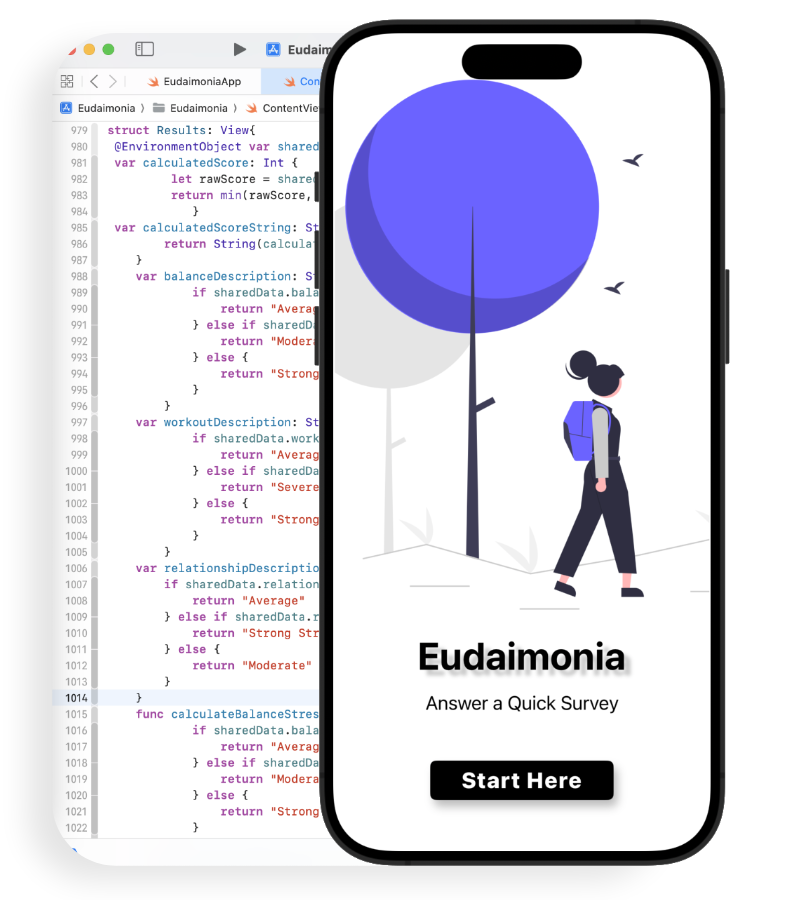 Eudaim
EudaimoniaApp
Con
Eudaimonia 〉 Eudaimonia 〉 ContentVie
979 struct Results: View{
980 @EnvironmentObject var shared
981 var calculatedScore: Int {
982 let rawScore = share
983 return min(rawScore,
984 }
985 var calculatedScoreString: St
986 return String(calcula
987 }
988 var balanceDescription: St
989 if sharedData.bala
990 return "Averag
991 } else if sharedDa
992 return "Modera
993 } else {
994 return "Strong
995 }
996 }
997 var workoutDescription: St
998 if sharedData.work
999 return "Averag
1000 } else if sharedDa
1001 return "Severe
1002 } else {
1003 return "Strong
1004 }
1005 }
1006 var relationshipDescriptio
1007 if sharedData.relation
1008 return "Average"
1009 } else if sharedData.r
1010 return "Strong Str
1011 } else {
1012 return "Moderate"
1013 }
1014 }
1015 func calculateBalanceStres
1016 if sharedData.bala
1017 return "Averag
1018 } else if sharedDa
1019 return "Modera
1020 } else {
1021 return "Strong
1022 }
Eudaimonia
Answer a Quick Survey
Start Here